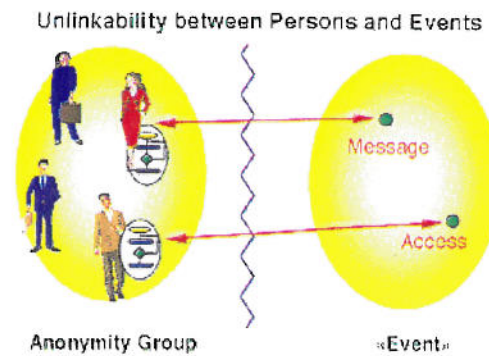 Unlinkability between Persons and Events
Message
Access
Anonymity Group
«Event»